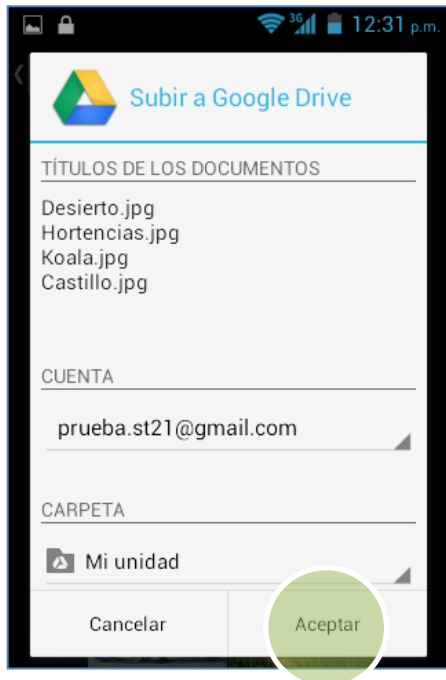 3G 12:31 p.m.
Subir a Google Drive
TÍTULOS DE LOS DOCUMENTOS
Desierto.jpg
Hortencias.jpg
Koala.jpg
Castillo.jpg
CUENTA
prueba.st21@gmail.com
CARPETA
Mi unidad
Cancelar Aceptar